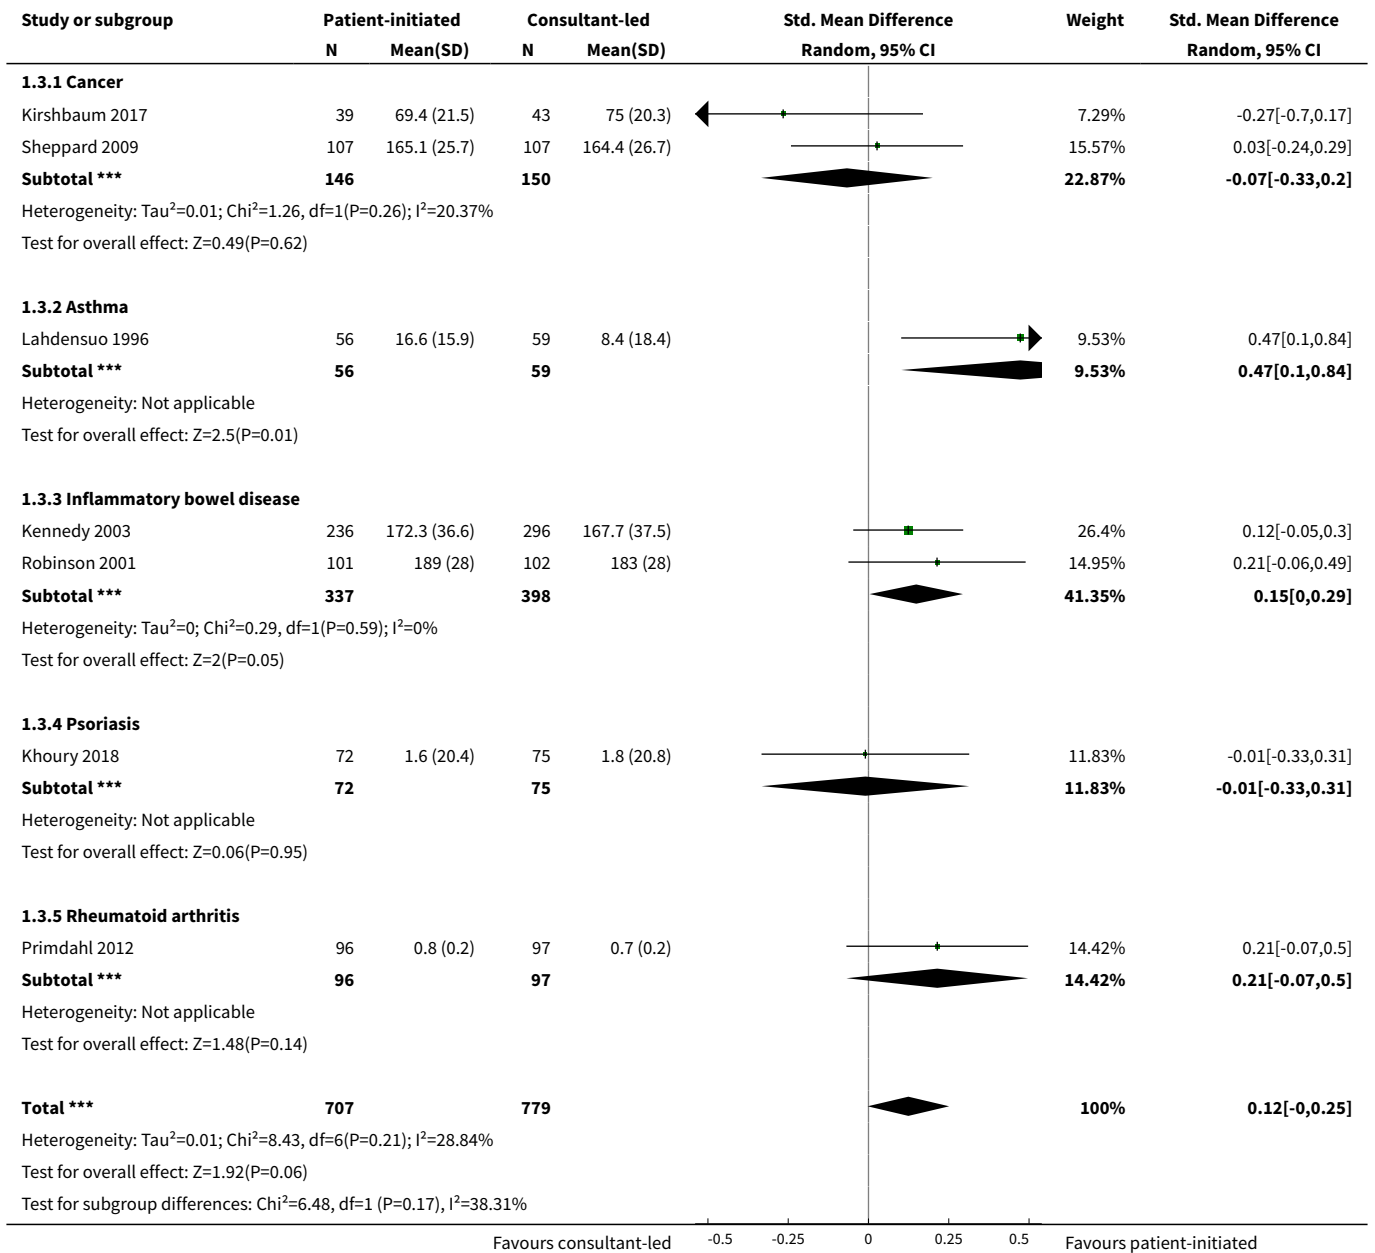 Study or subgroup Patient-initiated Consultant-led Std. Mean Difference Weight Std. Mean Difference
N Mean(SD) N Mean(SD) Random, 95% CI Random, 95% CI
1.3.1 Cancer
Kirshbaum 2017 39 69.4 (21.5) 43 75 (20.3) 7.29% -0.27[-0.7,0.17]
Sheppard 2009 107 165.1 (25.7) 107 164.4 (26.7) 15.57% 0.03[-0.24,0.29]
Subtotal *** 146 150 22.87% -0.07[-0.33,0.2]
Heterogeneity: Tau²=0.01; Chi²=1.26, df=1(P=0.26); I²=20.37%
Test for overall effect: Z=0.49(P=0.62)
1.3.2 Asthma
Lahdensuo 1996 56 16.6 (15.9) 59 8.4 (18.4) 9.53% 0.47[0.1,0.84]
Subtotal *** 56 59 9.53% 0.47[0.1,0.84]
Heterogeneity: Not applicable
Test for overall effect: Z=2.5(P=0.01)
1.3.3 Inflammatory bowel disease
Kennedy 2003 236 172.3 (36.6) 296 167.7 (37.5) 26.4% 0.12[-0.05,0.3]
Robinson 2001 101 189 (28) 102 183 (28) 14.95% 0.21[-0.06,0.49]
Subtotal *** 337 398 41.35% 0.15[0,0.29]
Heterogeneity: Tau²=0; Chi²=0.29, df=1(P=0.59); I²=0%
Test for overall effect: Z=2(P=0.05)
1.3.4 Psoriasis
Khoury 2018 72 1.6 (20.4) 75 1.8 (20.8) 11.83% -0.01[-0.33,0.31]
Subtotal *** 72 75 11.83% -0.01[-0.33,0.31]
Heterogeneity: Not applicable
Test for overall effect: Z=0.06(P=0.95)
1.3.5 Rheumatoid arthritis
Primdahl 2012 96 0.8 (0.2) 97 0.7 (0.2) 14.42% 0.21[-0.07,0.5]
Subtotal *** 96 97 14.42% 0.21[-0.07,0.5]
Heterogeneity: Not applicable
Test for overall effect: Z=1.48(P=0.14)
Total *** 707 779 100% 0.12[-0,0.25]
Heterogeneity: Tau²=0.01; Chi²=8.43, df=6(P=0.21); I²=28.84%
Test for overall effect: Z=1.92(P=0.06)
Test for subgroup differences: Chi²=6.48, df=1 (P=0.17), I²=38.31%
Favours consultant-led -0.5 -0.25 0 0.25 0.5 Favours patient-initiated